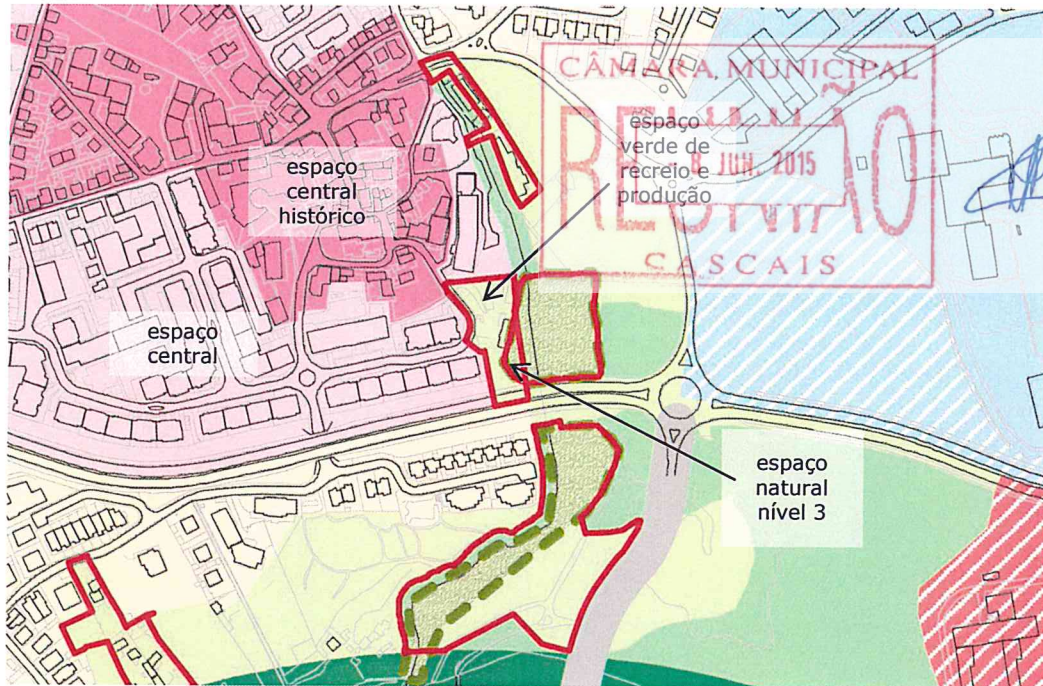 CÂMARA MUNICIPAL
REUNIÃO
8 JUN. 2015
CASCAIS
espaço
verde de
recreio e
produção
espaço
central
histórico
espaço
central
espaço
natural
nível 3